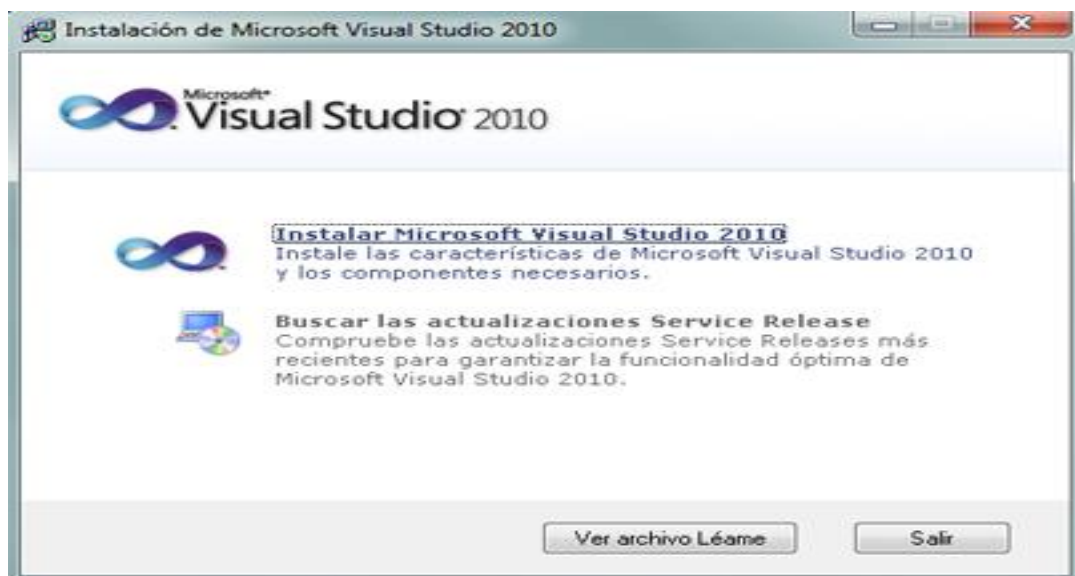 Instalación de Microsoft Visual Studio 2010
Microsoft®
Visual Studio® 2010
Instalar Microsoft Visual Studio 2010
Instale las características de Microsoft Visual Studio 2010
y los componentes necesarios.
Buscar las actualizaciones Service Release
Compruebe las actualizaciones Service Releases más
recientes para garantizar la funcionalidad óptima de
Microsoft Visual Studio 2010.
Ver archivo Léame
Salir